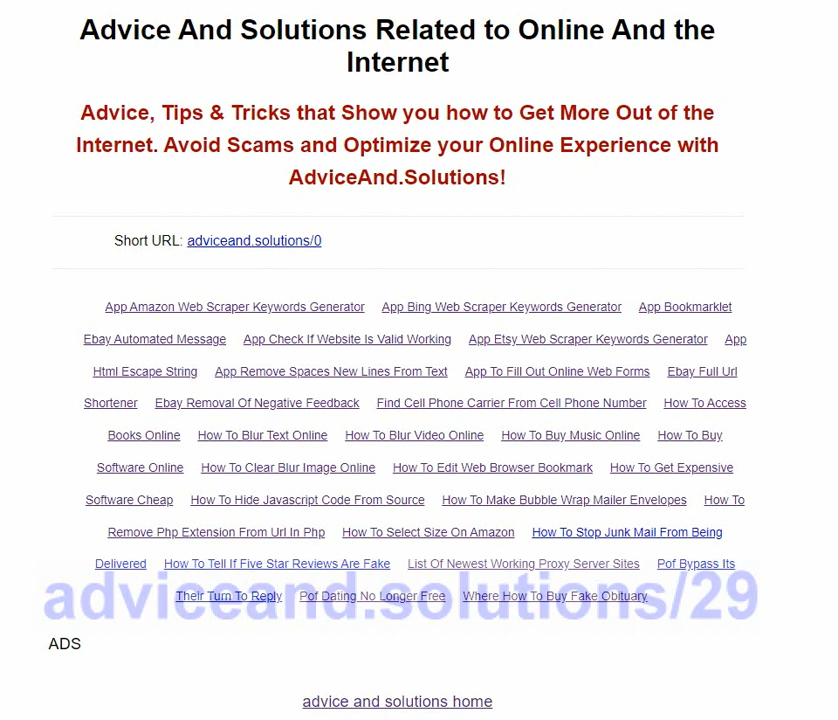 Advice And Solutions Related to Online And the
Internet
Advice, Tips & Tricks that Show you how to Get More Out of the
Internet. Avoid Scams and Optimize your Online Experience with
AdviceAnd.Solutions!
Short URL: adviceand.solutions/0
App Amazon Web Scraper Keywords Generator App Bing Web Scraper Keywords Generator App Bookmarklet
Ebay Automated Message App Check If Website Is Valid Working App Etsy Web Scraper Keywords Generator App
Html Escape String App Remove Spaces New Lines From Text App To Fill Out Online Web Forms Ebay Full Url
Shortener Ebay Removal Of Negative Feedback Find Cell Phone Carrier From Cell Phone Number How To Access
Books Online How To Blur Text Online How To Blur Video Online How To Buy Music Online How To Buy
Software Online How To Clear Blur Image Online How To Edit Web Browser Bookmark How To Get Expensive
Software Cheap How To Hide Javascript Code From Source How To Make Bubble Wrap Mailer Envelopes How To
Remove Php Extension From Url In Php How To Select Size On Amazon How To Stop Junk Mail From Being
Delivered How To Tell If Five Star Reviews Are Fake List Of Newest Working Proxy Server Sites Pof Bypass Its
Their Turn To Reply Pof Dating No Longer Free Where How To Buy Fake Obituary
adviceand.solutions/29
ADS
advice and solutions home